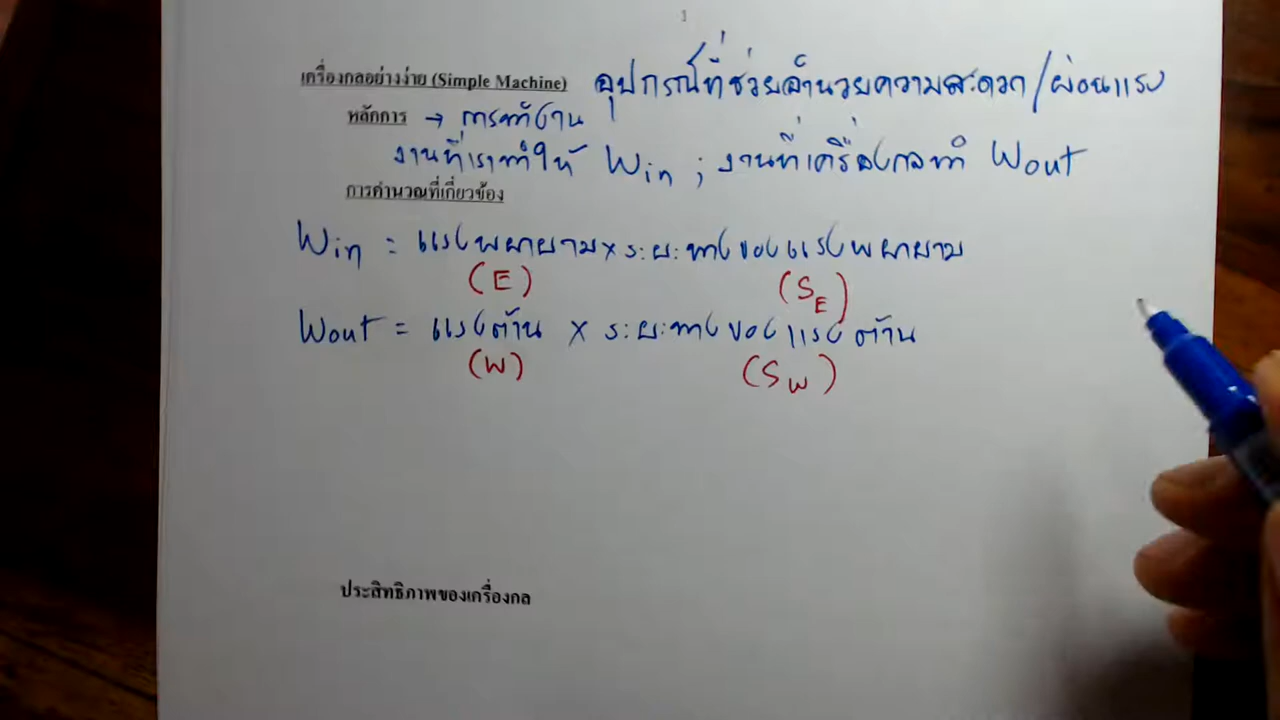 1
เครื่องกลอย่างง่าย (Simple Machine) อุปกรณ์ที่ช่วยอำนวยความสะดวก/ผ่อนแรง
หลักการ → การทำงาน
งานที่เราทำให้ Win ; งานที่เครื่องกลทำ Wout
การคำนวณที่เกี่ยวข้อง
Win = แรงพยายาม x ระยะทางของแรงพยายาม
(E) (SE)
Wout = แรงต้าน x ระยะทางของแรงต้าน
(W) (SW)
ประสิทธิภาพของเครื่องกล